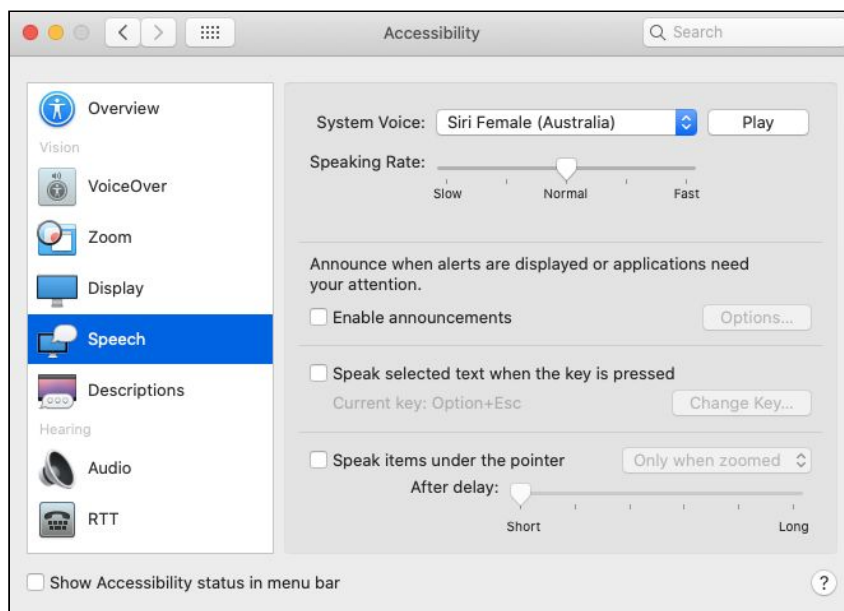 Accessibility
Search
Overview
Vision
VoiceOver
Zoom
Display
Speech
Descriptions
Hearing
Audio
RTT
System Voice: Siri Female (Australia) Play
Speaking Rate:
Slow Normal Fast
Announce when alerts are displayed or applications need
your attention.
Enable announcements Options...
Speak selected text when the key is pressed
Current key: Option+Esc Change Key...
Speak items under the pointer Only when zoomed
After delay:
Short Long
Show Accessibility status in menu bar ?